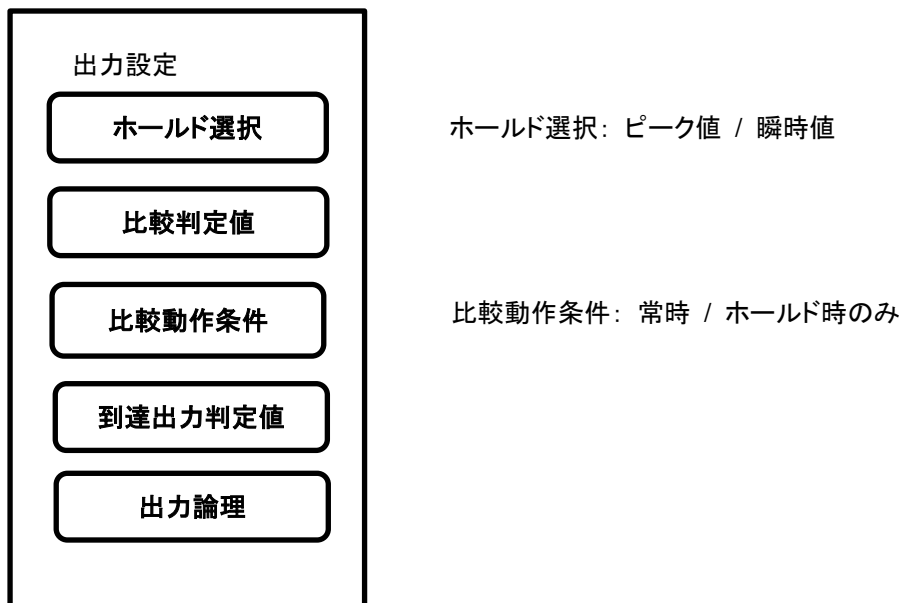 出力設定
ホールド選択
ホールド選択: ピーク値 / 瞬時値
比較判定値
比較動作条件
比較動作条件: 常時 / ホールド時のみ
到達出力判定値
出力論理